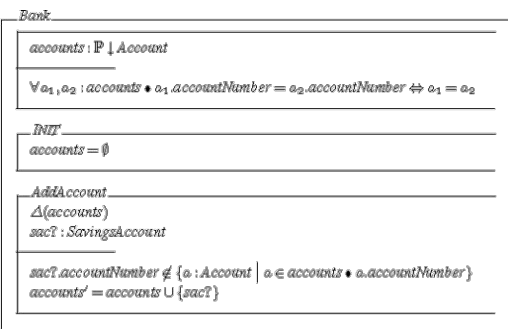 Bank
accounts : ℙ ↓ Account
∀ a₁, a₂ : accounts • a₁.accountNumber = a₂.accountNumber ⇔ a₁ = a₂
INIT
accounts = ∅
AddAccount
Δ(accounts)
sac? : SavingsAccount
sac?.accountNumber ∉ {a : Account | a ∈ accounts • a.accountNumber}
accounts′ = accounts ∪ {sac?}